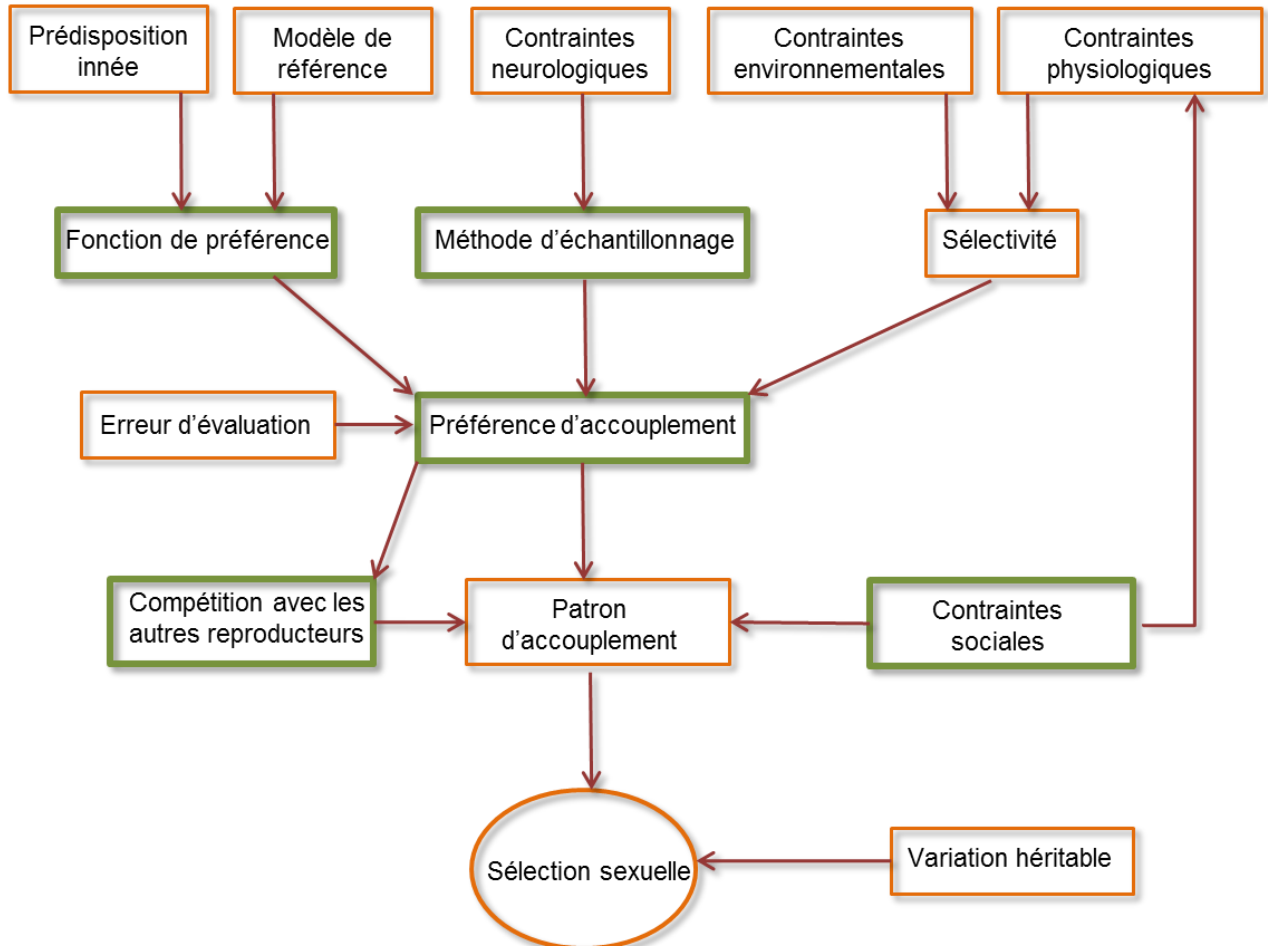 Prédisposition
innée
Modèle de
référence
Contraintes
neurologiques
Contraintes
environnementales
Contraintes
physiologiques
Fonction de préférence
Méthode d’échantillonnage
Sélectivité
Erreur d’évaluation
Préférence d’accouplement
Compétition avec les
autres reproducteurs
Patron
d’accouplement
Contraintes
sociales
Sélection sexuelle
Variation héritable